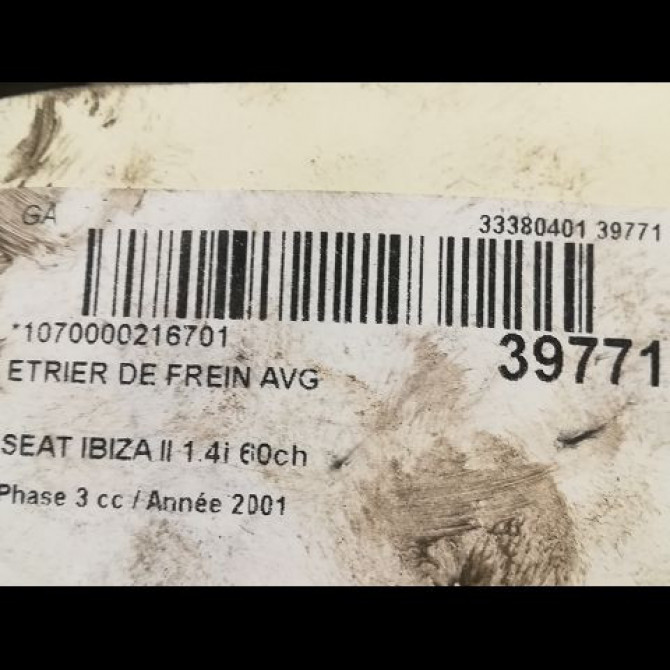 GA
33380401 39771
*1070000216701
39771
ETRIER DE FREIN AVG
SEAT IBIZA II 1.4i 60ch
Phase 3 cc / Année 2001